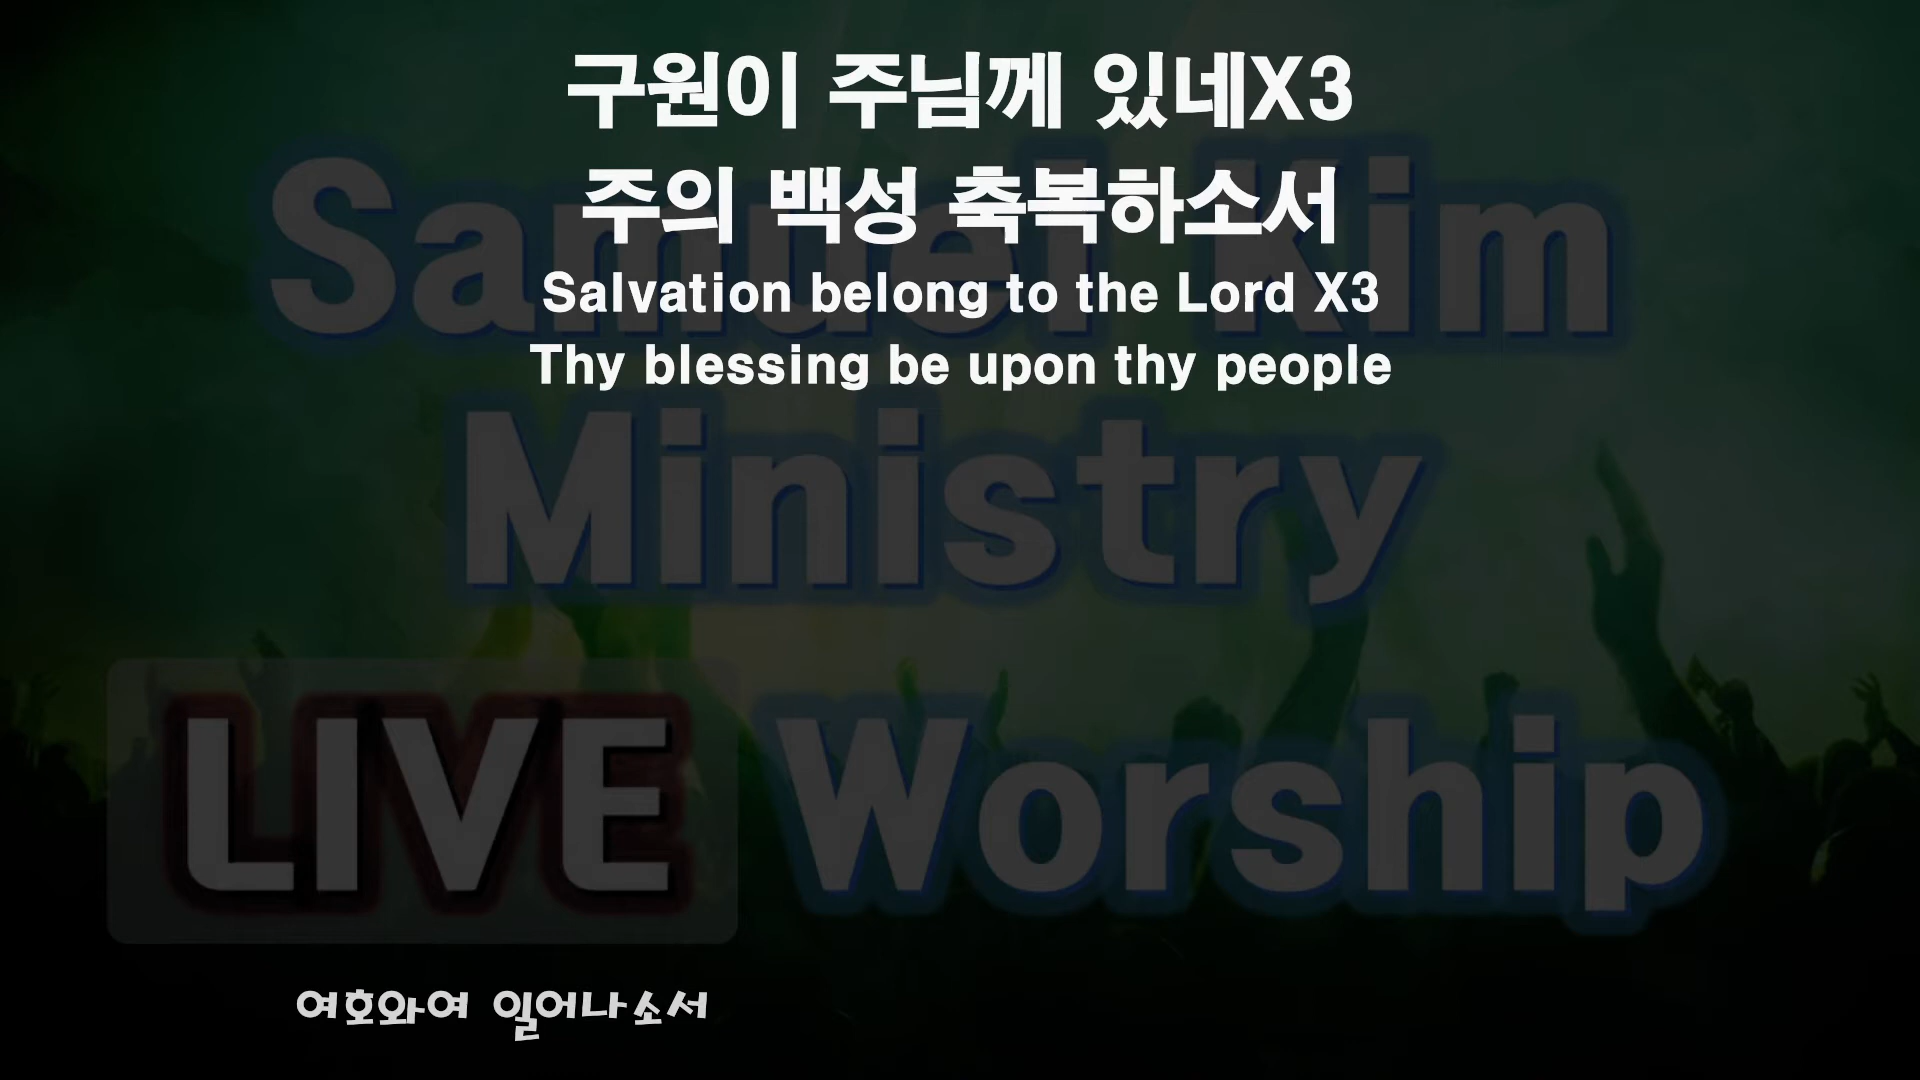 구원이 주님께 있네X3
주의 백성 축복하소서
Salvation belong to the Lord X3
Thy blessing be upon thy people
Samuel Kim
Ministry
LIVE Worship
여호와여 일어나소서